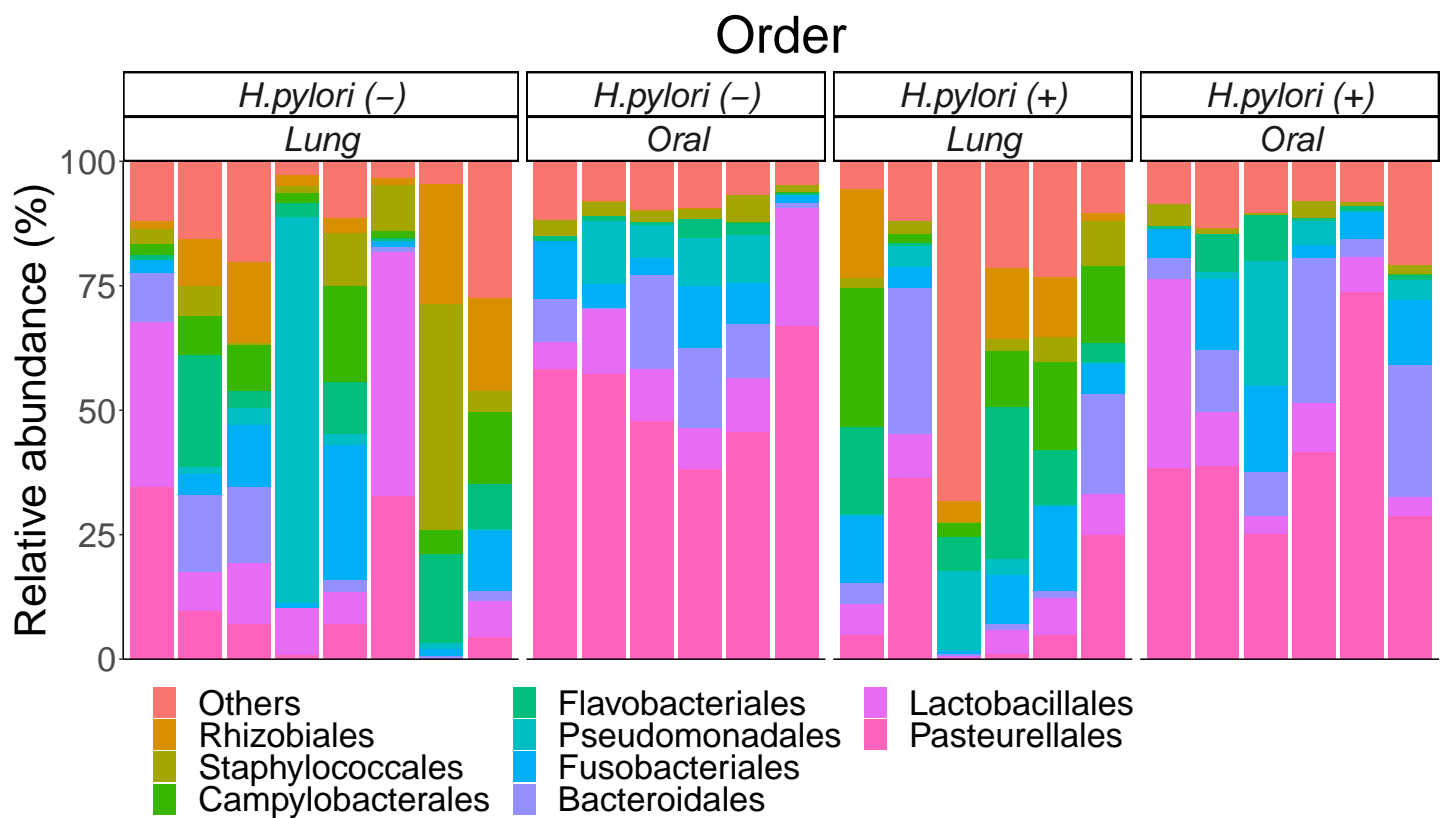 Order
H.pylori (−) H.pylori (−) H.pylori (+) H.pylori (+)
Lung Oral Lung Oral
Relative abundance (%)
100
75
50
25
0
Others Flavobacteriales Lactobacillales
Rhizobiales Pseudomonadales Pasteurellales
Staphylococcales Fusobacteriales
Campylobacterales Bacteroidales